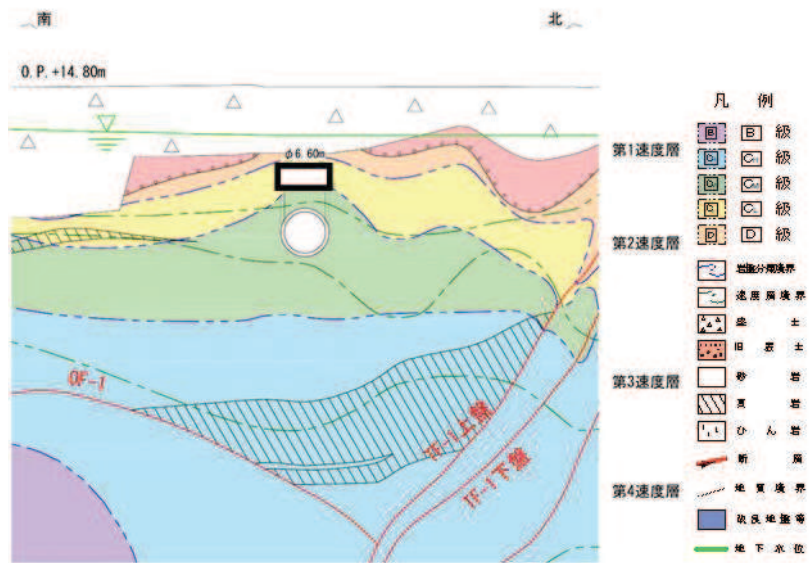 南
北
O.P.+14.80m
φ6.60m
第1速度層
第2速度層
第3速度層
第4速度層
OF-1
TF-1上盤
TF-1下盤
凡 例
B B 級
CH CH 級
CM CM 級
CL CL 級
D D 級
岩盤分類境界
速度層境界
盛 土
旧 表 土
砂 岩
頁 岩
ひ ん 岩
断 層
地 質 境 界
改 良 地 盤 等
地 下 水 位